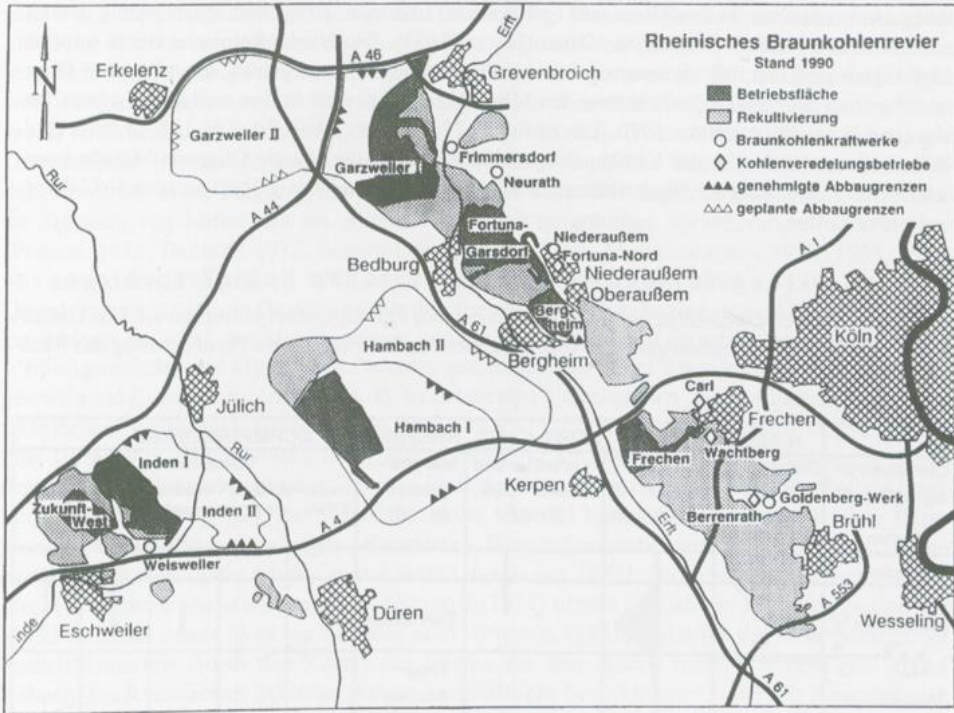 Rheinisches Braunkohlenrevier
Stand 1990
Betriebsfläche
Rekultivierung
Braunkohlenkraftwerke
Kohlenveredelungsbetriebe
genehmigte Abbaugrenzen
geplante Abbaugrenzen
N
Erkelenz
A 46
Erft
Grevenbroich
Garzweiler II
Garzweiler I
Frimmersdorf
Neurath
Rur
A 44
Fortuna-
Garsdorf
Niederaußem
Fortuna-Nord
Niederaußem
Oberaußem
Bedburg
Berg
heim
A 61
Bergheim
A 1
Köln
Hambach II
Hambach I
Jülich
Rur
Carl
Frechen
Frechen
Wachtberg
Kerpen
Inden I
Inden II
Zukunft-
West
A 4
Weisweiler
Erft
Goldenberg-Werk
Berrenrath
Brühl
A 553
Wesseling
Eschweiler
Düren
Inde
A 61